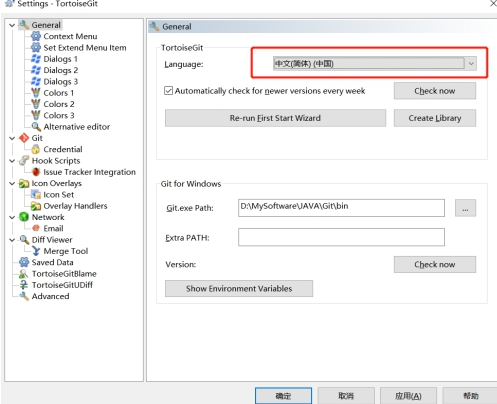 Settings - TortoiseGit
General
Context Menu
Set Extend Menu Item
Dialogs 1
Dialogs 2
Dialogs 3
Colors 1
Colors 2
Colors 3
Alternative editor
Git
Credential
Hook Scripts
Issue Tracker Integration
Icon Overlays
Icon Set
Overlay Handlers
Network
Email
Diff Viewer
Merge Tool
Saved Data
TortoiseGitBlame
TortoiseGitUDiff
Advanced
General
TortoiseGit
Language: 中文(简体) (中国)
Automatically check for newer versions every week Check now
Re-run First Start Wizard Create Library
Git for Windows
Git.exe Path: D:\MySoftware\JAVA\Git\bin ...
Extra PATH:
Version: Check now
Show Environment Variables
确定 取消 应用(A) 帮助